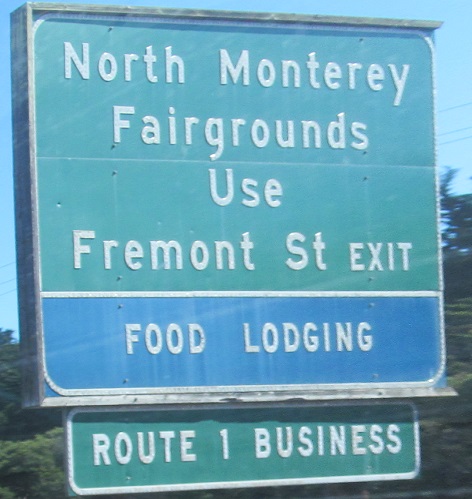 North Monterey
Fairgrounds
Use
Fremont St EXIT
FOOD LODGING
ROUTE 1 BUSINESS